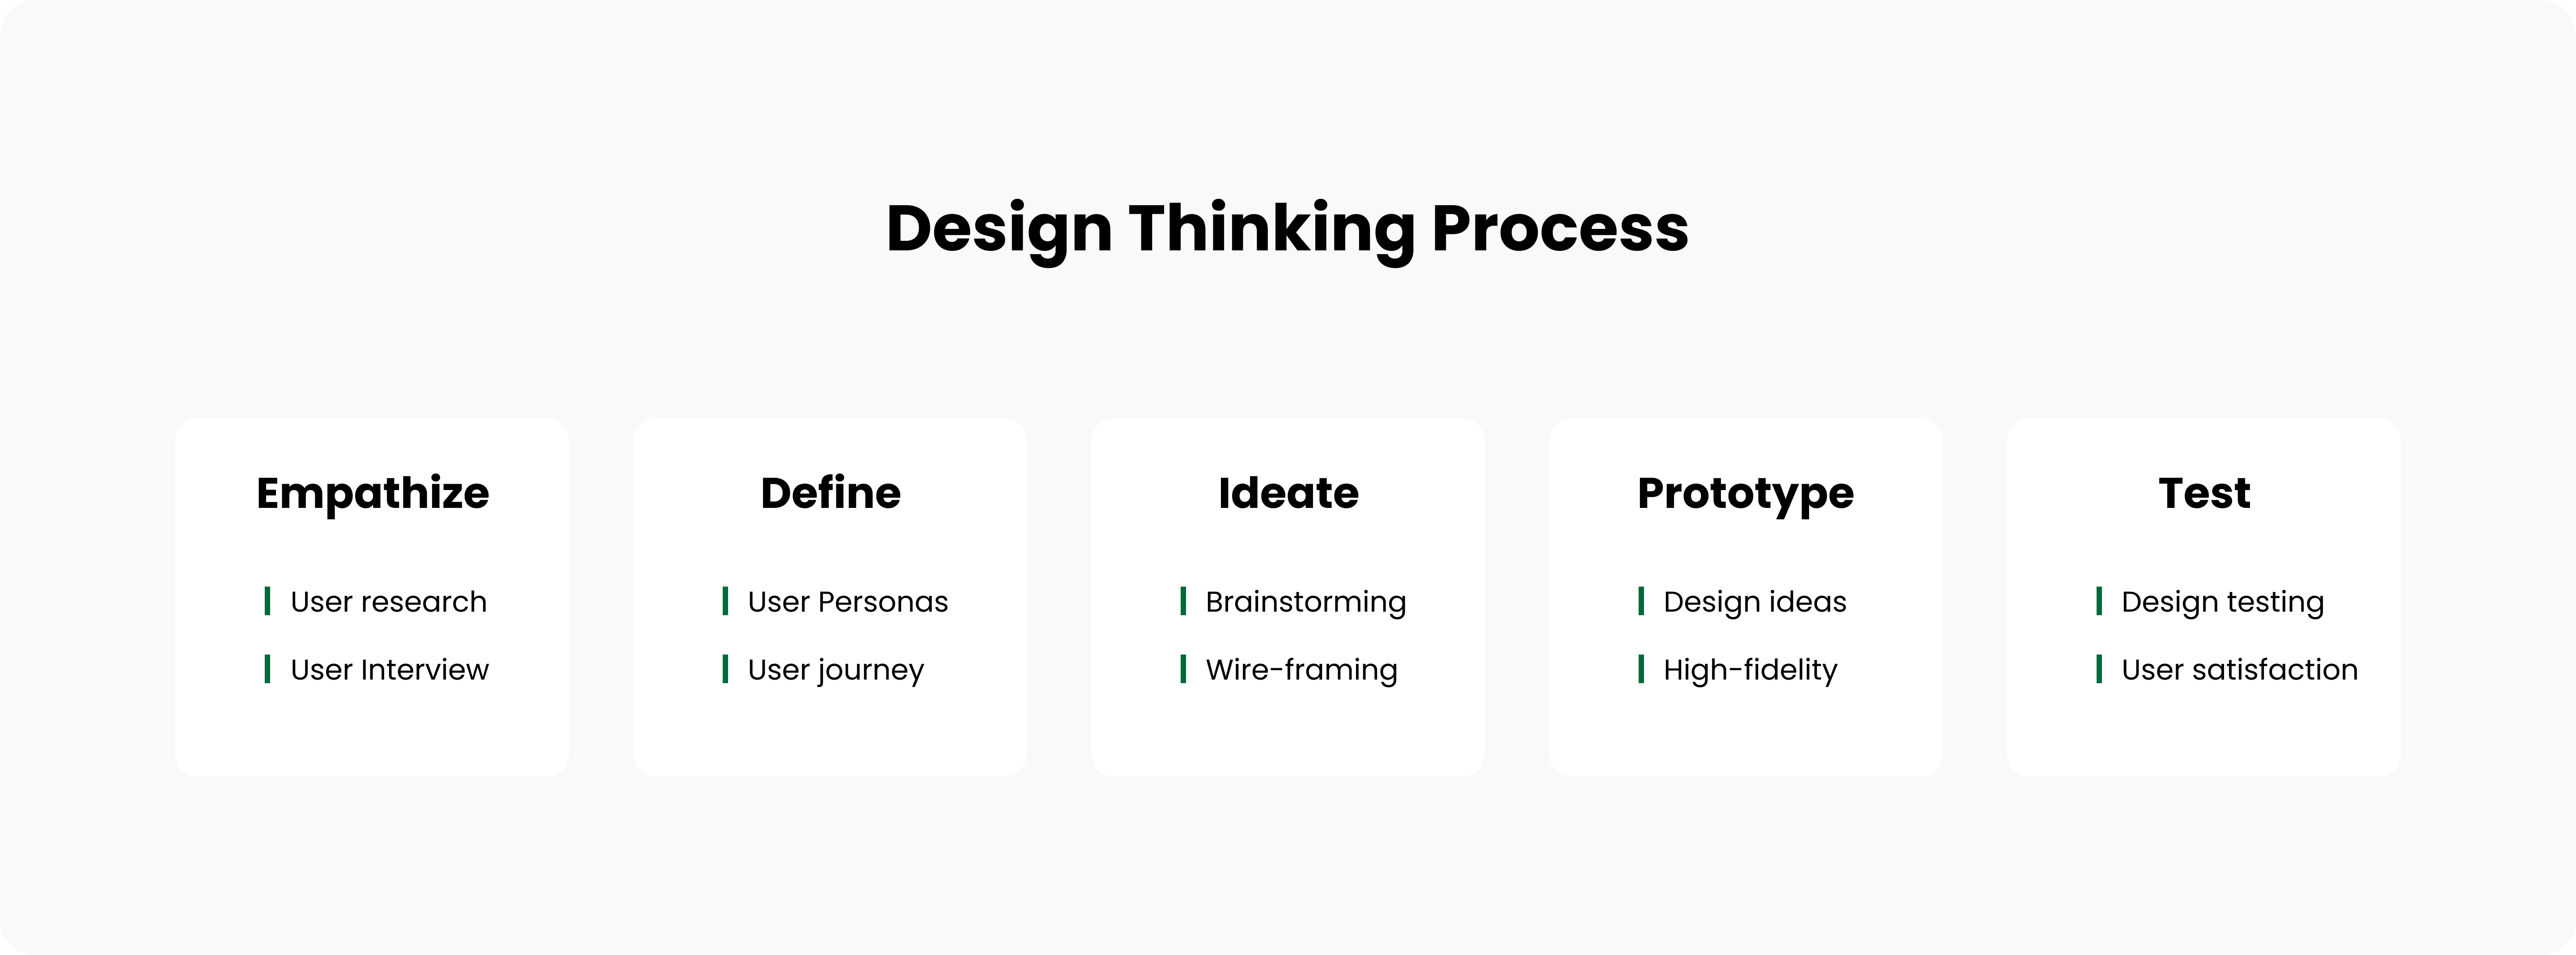 Design Thinking Process
Empathize
User research
User Interview
Define
User Personas
User journey
Ideate
Brainstorming
Wire-framing
Prototype
Design ideas
High-fidelity
Test
Design testing
User satisfaction